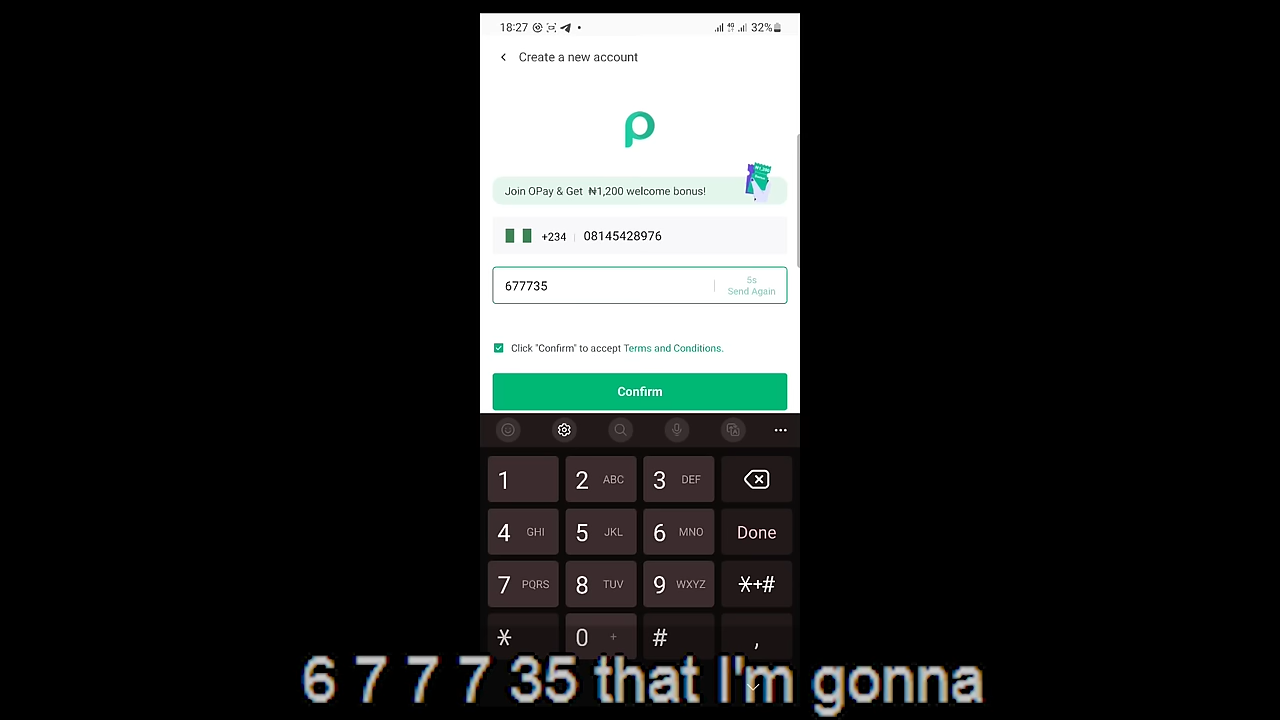 18:27
4G
32%
Create a new account
Join OPay & Get ₦1,200 welcome bonus!
+234 08145428976
677735
5s
Send Again
Click "Confirm" to accept Terms and Conditions.
Confirm
1
2 ABC
3 DEF
4 GHI
5 JKL
6 MNO
Done
7 PQRS
8 TUV
9 WXYZ
*+#
*
0 +
#
,
6 7 7 7 35 that I'm gonna